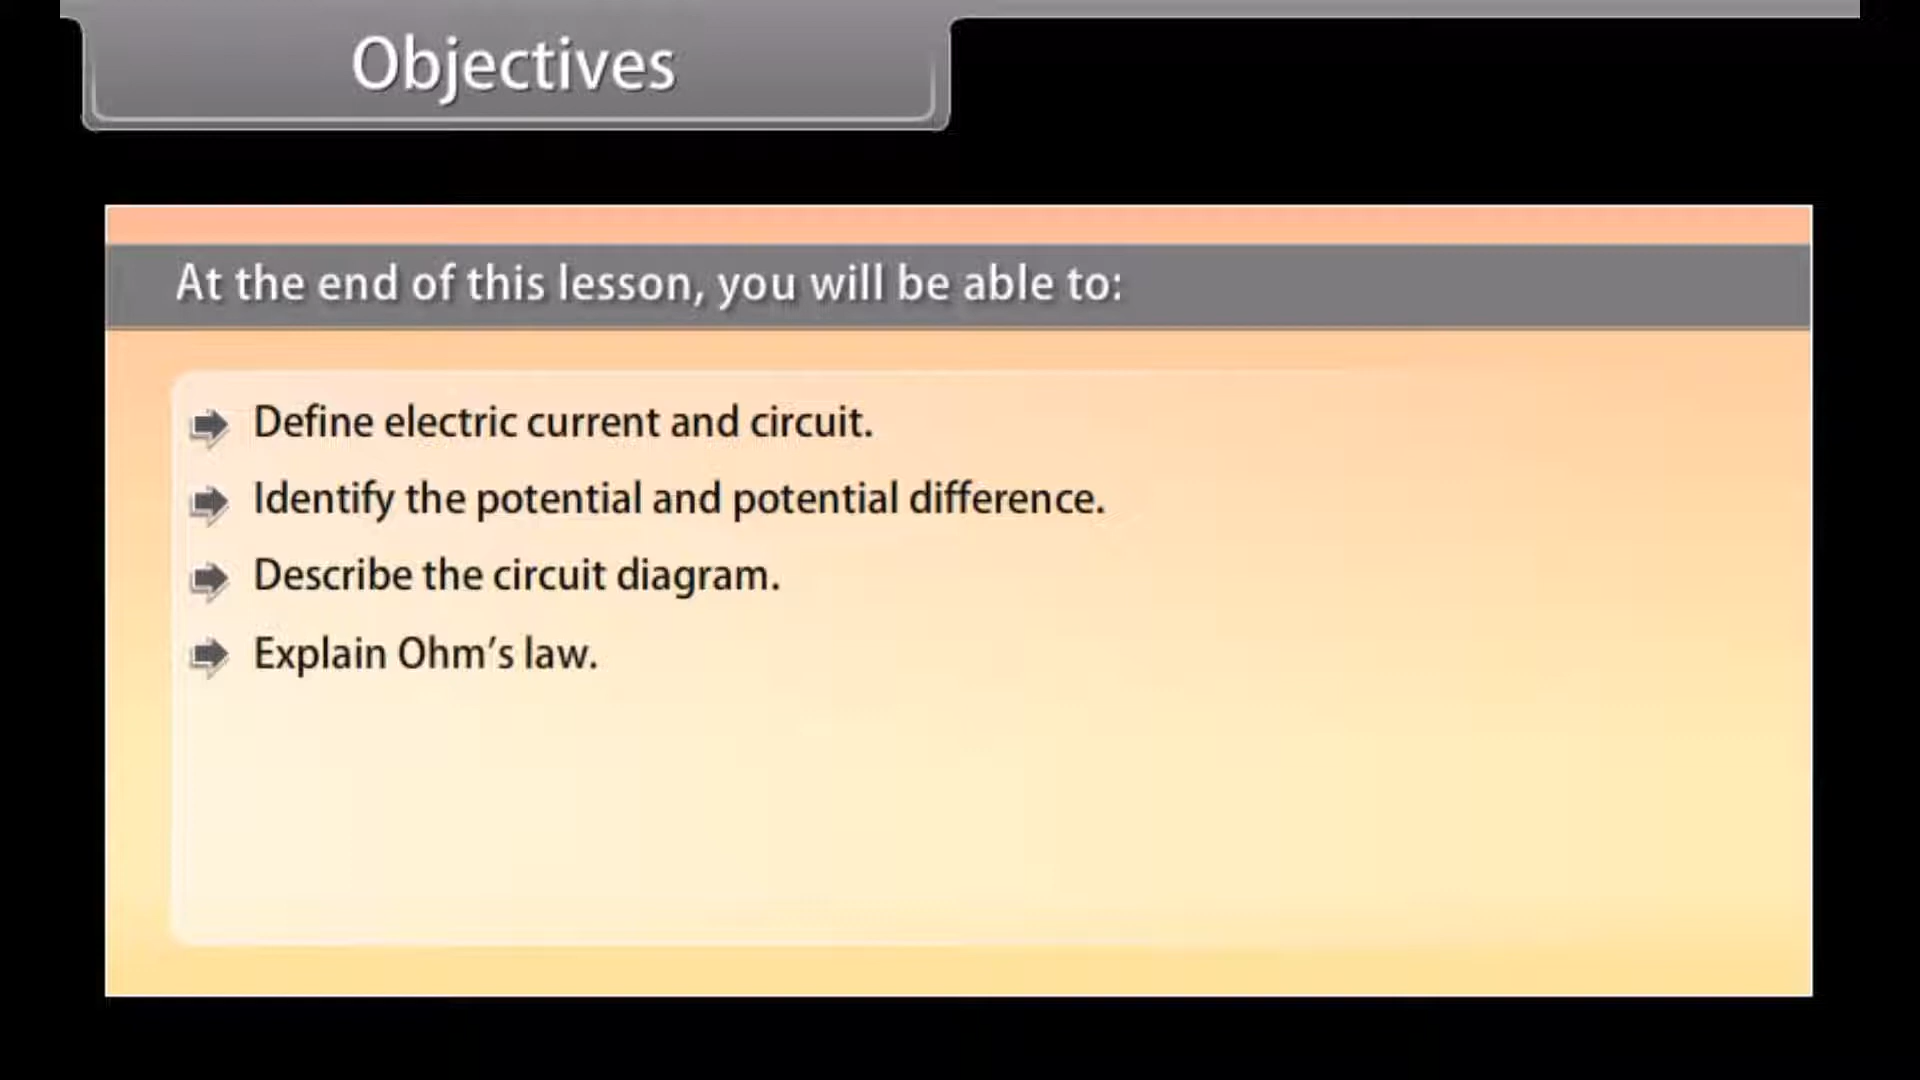 Objectives
At the end of this lesson, you will be able to:
Define electric current and circuit.
Identify the potential and potential difference.
Describe the circuit diagram.
Explain Ohm’s law.